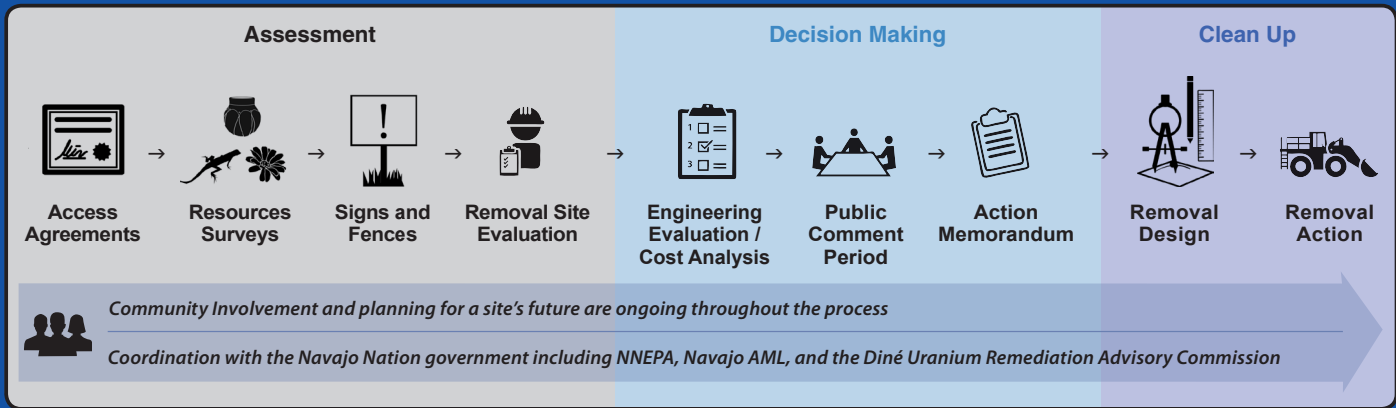 Assessment
Decision Making
Clean Up
!
1
2
3
Access
Agreements
Resources
Surveys
Signs and
Fences
Removal Site
Evaluation
Engineering
Evaluation /
Cost Analysis
Public
Comment
Period
Action
Memorandum
Removal
Design
Removal
Action
Community Involvement and planning for a site's future are ongoing throughout the process
Coordination with the Navajo Nation government including NNEPA, Navajo AML, and the Diné Uranium Remediation Advisory Commission